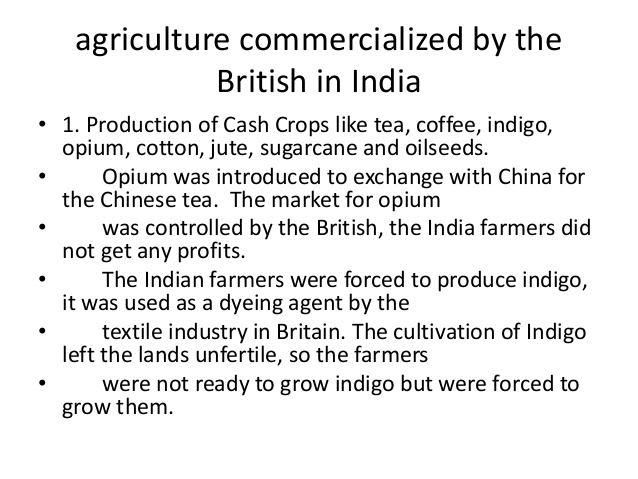 agriculture commercialized by the
British in India
• 1. Production of Cash Crops like tea, coffee, indigo,
opium, cotton, jute, sugarcane and oilseeds.
• Opium was introduced to exchange with China for
the Chinese tea. The market for opium
• was controlled by the British, the India farmers did
not get any profits.
• The Indian farmers were forced to produce indigo,
it was used as a dyeing agent by the
• textile industry in Britain. The cultivation of Indigo
left the lands unfertile, so the farmers
• were not ready to grow indigo but were forced to
grow them.